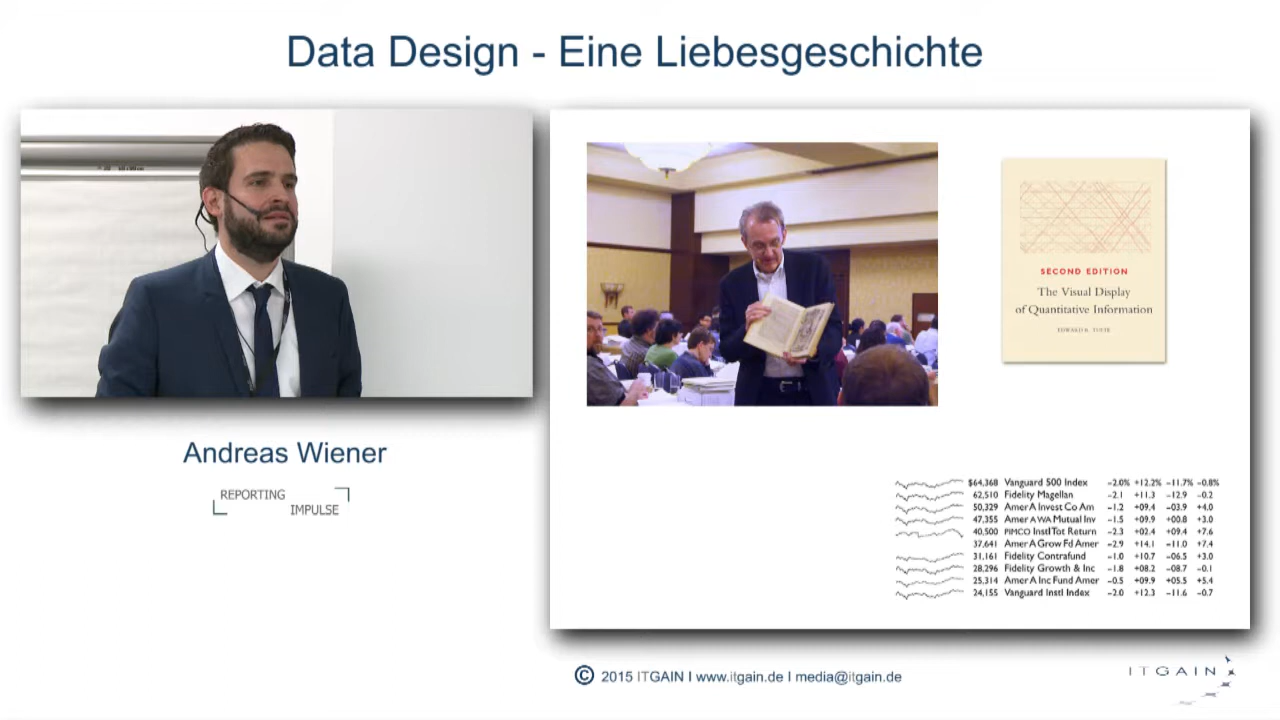 Data Design - Eine Liebesgeschichte
Andreas Wiener
REPORTING
IMPULSE
SECOND EDITION
The Visual Display
of Quantitative Information
EDWARD R. TUFTE
$64,368 Vanguard 500 Index −2.0% +12.2% −11.7% −0.8%
62,510 Fidelity Magellan −2.1 +11.3 −12.9 −0.2
50,329 Amer A Invest Co Am −1.2 +09.4 −03.9 +4.0
47,355 Amer A WA Mutual Inv −1.5 +09.9 +00.8 +3.0
40,500 PIMCO Instl Tot Return −2.3 +02.4 +09.4 +7.6
37,641 Amer A Grow Fd Amer −2.9 +14.1 −11.0 +7.4
31,161 Fidelity Contrafund −1.0 +10.7 −06.5 +3.0
28,296 Fidelity Growth & Inc −1.8 +08.2 −08.7 −0.1
25,314 Amer A Inc Fund Amer −0.5 +09.9 +05.5 +5.4
24,155 Vanguard Instl Index −2.0 +12.3 −11.6 −0.7
© 2015 ITGAIN I www.itgain.de I media@itgain.de
ITGAIN